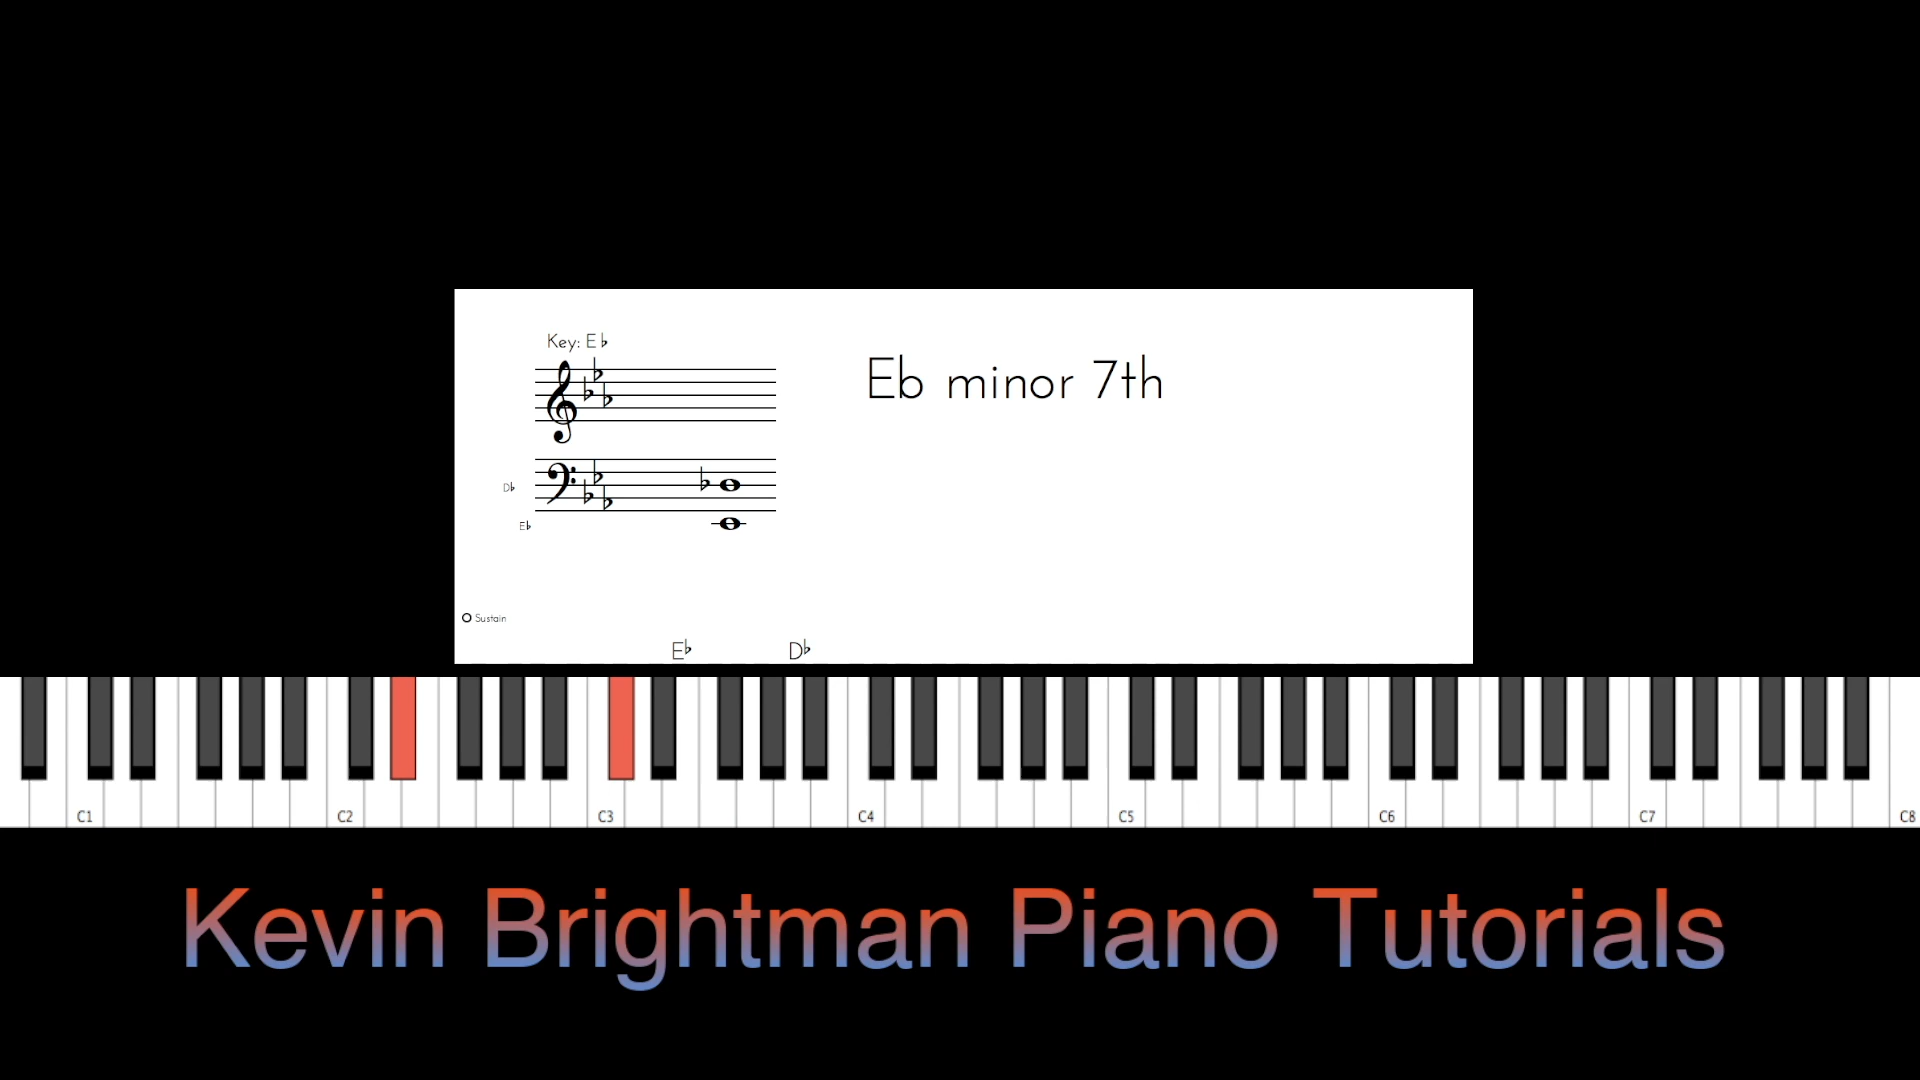 Key: E♭
Eb minor 7th
D♭
E♭
Sustain
E♭ D♭
C1 C2 C3 C4 C5 C6 C7 C8
Kevin Brightman Piano Tutorials